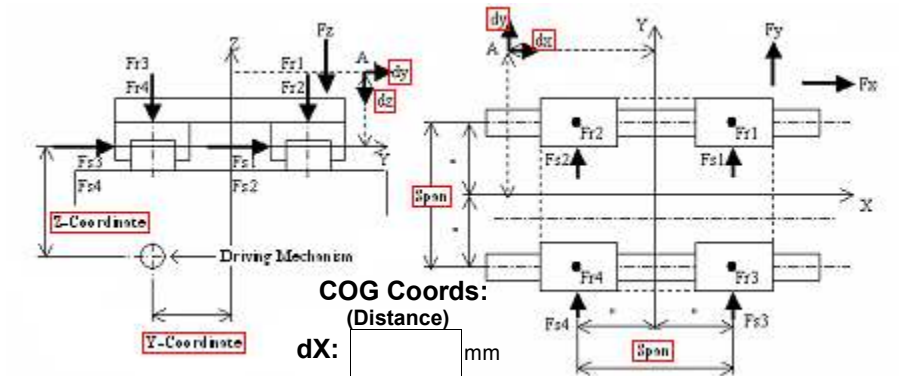 Z
Fz
Fr3
Fr4
Fr1
Fr2
A
dy
dz
Fs3
Fs4
Fs1
Fs2
Y
Z-Coordinate
Driving Mechanism
Y-Coordinate
dy
A
dx
Y
Fy
Fx
Fr2
Fr1
Fs2
Fs1
Span
X
Fr4
Fr3
Fs4
Fs3
Span
COG Coords:
(Distance)
dX: mm